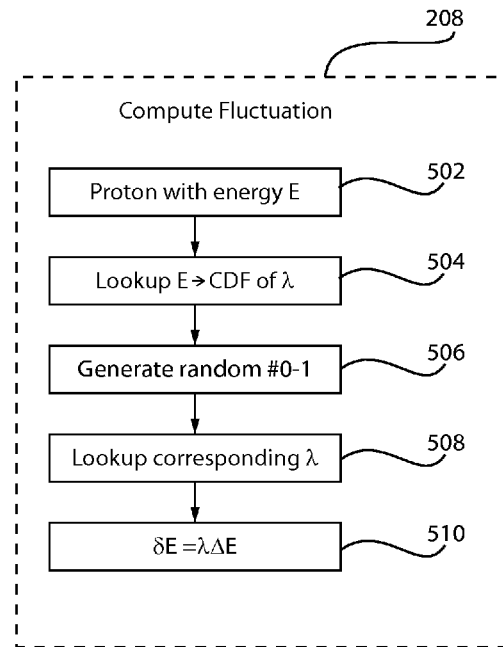 208
Compute Fluctuation
Proton with energy E
502
Lookup E→CDF of λ
504
Generate random #0-1
506
Lookup corresponding λ
508
δE =λΔE
510